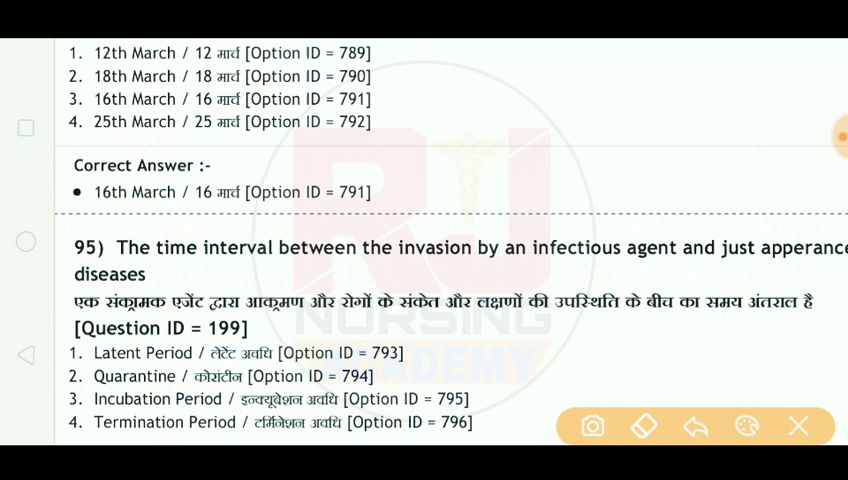 1. 12th March / 12 मार्च [Option ID = 789]
2. 18th March / 18 मार्च [Option ID = 790]
3. 16th March / 16 मार्च [Option ID = 791]
4. 25th March / 25 मार्च [Option ID = 792]
Correct Answer :-
• 16th March / 16 मार्च [Option ID = 791]
95) The time interval between the invasion by an infectious agent and just apperance
diseases
एक संक्रामक एजेंट द्वारा आक्रमण और रोगों के संकेत और लक्षणों की उपस्थिति के बीच का समय अंतराल है
[Question ID = 199]
1. Latent Period / लेटेंट अवधि [Option ID = 793]
2. Quarantine / कोरांटीन [Option ID = 794]
3. Incubation Period / इन्क्यूबेशन अवधि [Option ID = 795]
4. Termination Period / टर्मिनेशन अवधि [Option ID = 796]
RJ
NURSING
ACADEMY